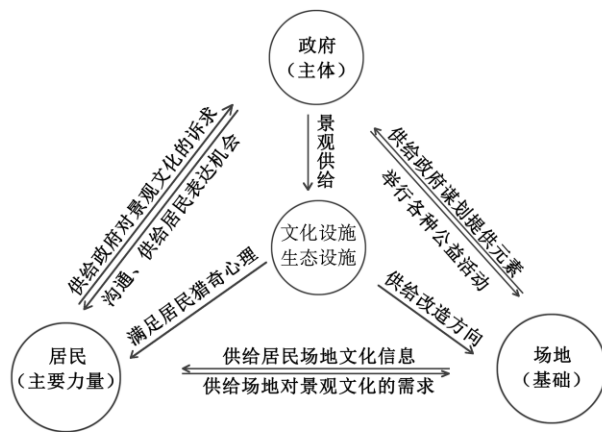 政府
（主体）
供给政府对景观文化的诉求
沟通、供给居民表达机会
景观供给
供给政府谋划提供元素
举行各种公益活动
文化设施
生态设施
满足居民猎奇心理
供给改造方向
居民
（主要力量）
供给居民场地文化信息
供给场地对景观文化的需求
场地
（基础）